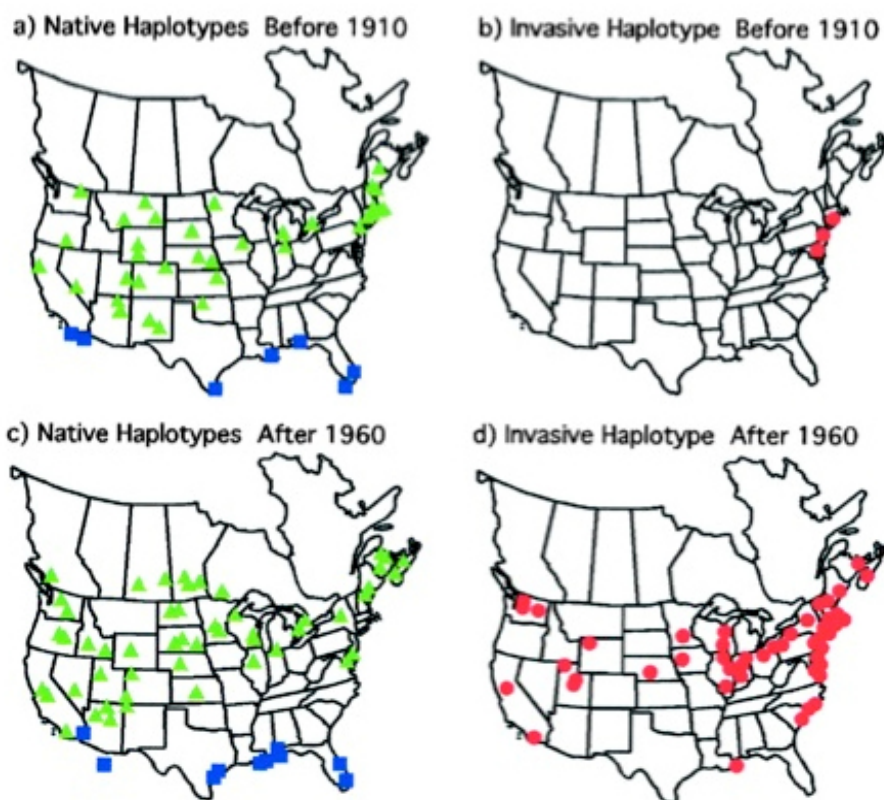 a) Native Haplotypes Before 1910
b) Invasive Haplotype Before 1910
c) Native Haplotypes After 1960
d) Invasive Haplotype After 1960